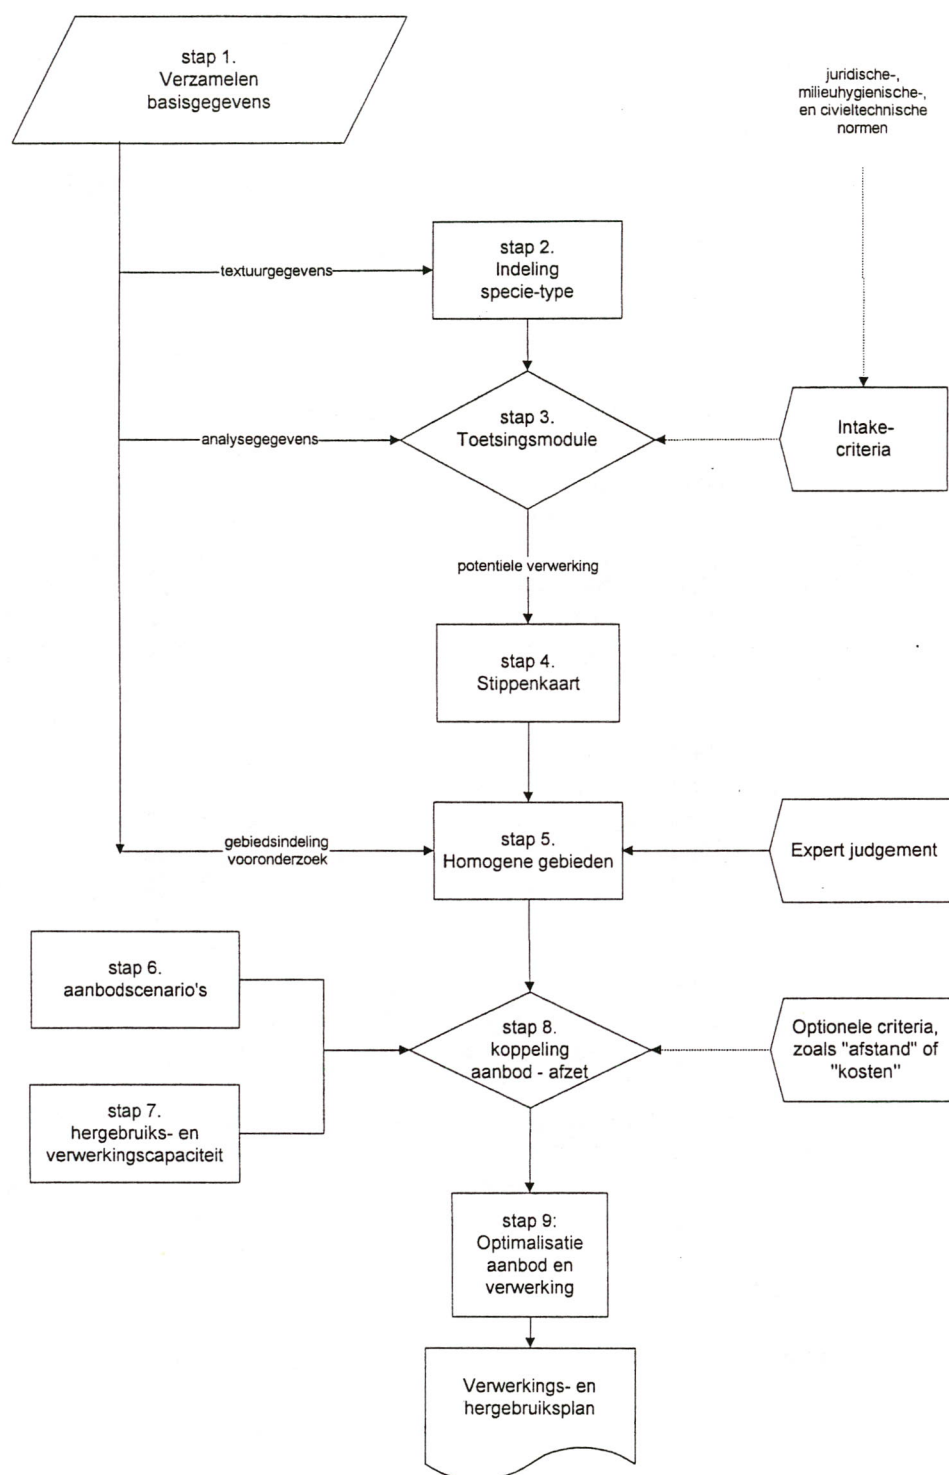 stap 1.
Verzamelen
basisgegevens
juridische-,
milieuhygienische-,
en civieltechnische
normen
textuurgegevens
stap 2.
Indeling
specie-type
analysegegevens
stap 3.
Toetsingsmodule
Intake-
criteria
potentiele verwerking
stap 4.
Stippenkaart
gebiedsindeling
vooronderzoek
stap 5.
Homogene gebieden
Expert judgement
stap 6.
aanbodscenario's
stap 7.
hergebruiks- en
verwerkingscapaciteit
stap 8.
koppeling
aanbod - afzet
Optionele criteria,
zoals "afstand" of
"kosten"
stap 9:
Optimalisatie
aanbod en
verwerking
Verwerkings- en
hergebruiksplan